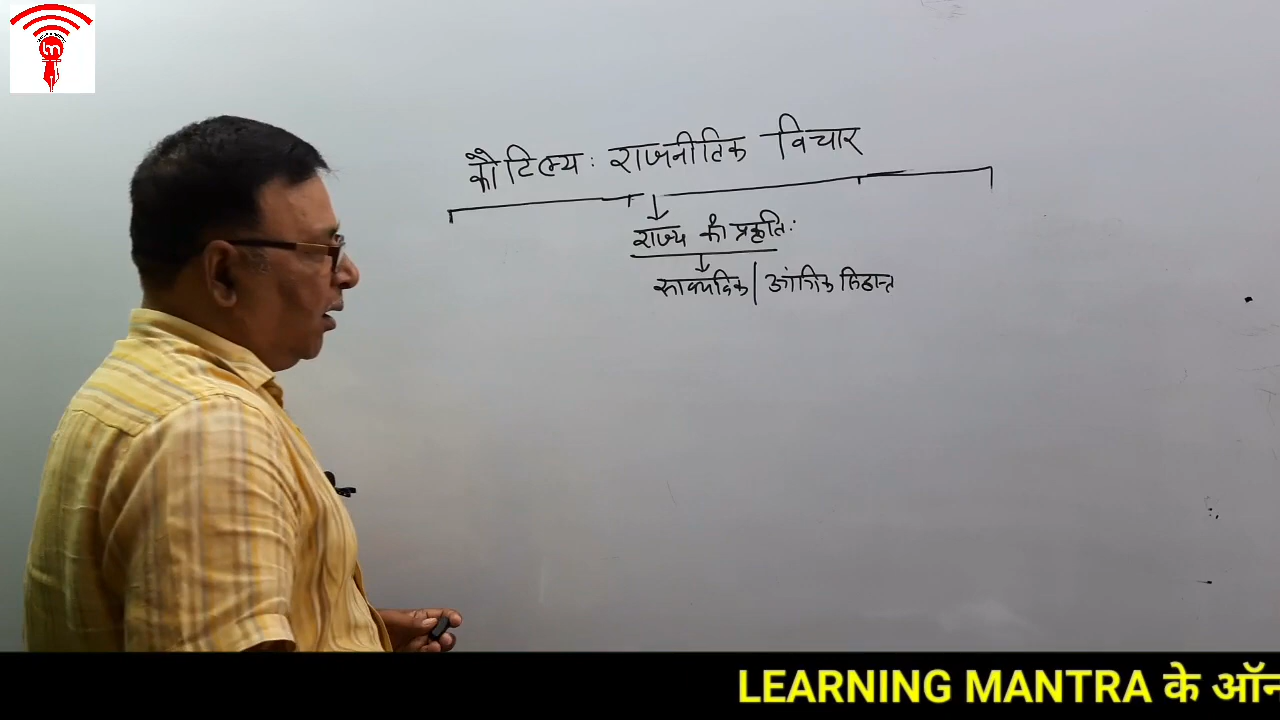 कौटिल्य: राजनीतिक विचार
राज्य की प्रकृति:
सावयविक | आंगिक सिद्धान्त
LEARNING MANTRA के ऑन